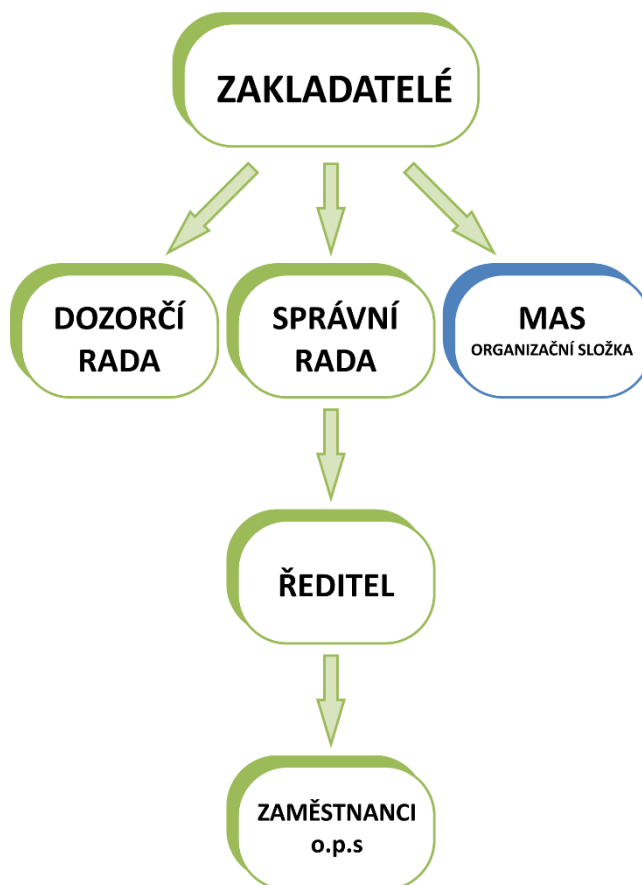 ZAKLADATELÉ
DOZORČÍ
RADA
SPRÁVNÍ
RADA
MAS
ORGANIZAČNÍ SLOŽKA
ŘEDITEL
ZAMĚSTNANCI
o.p.s